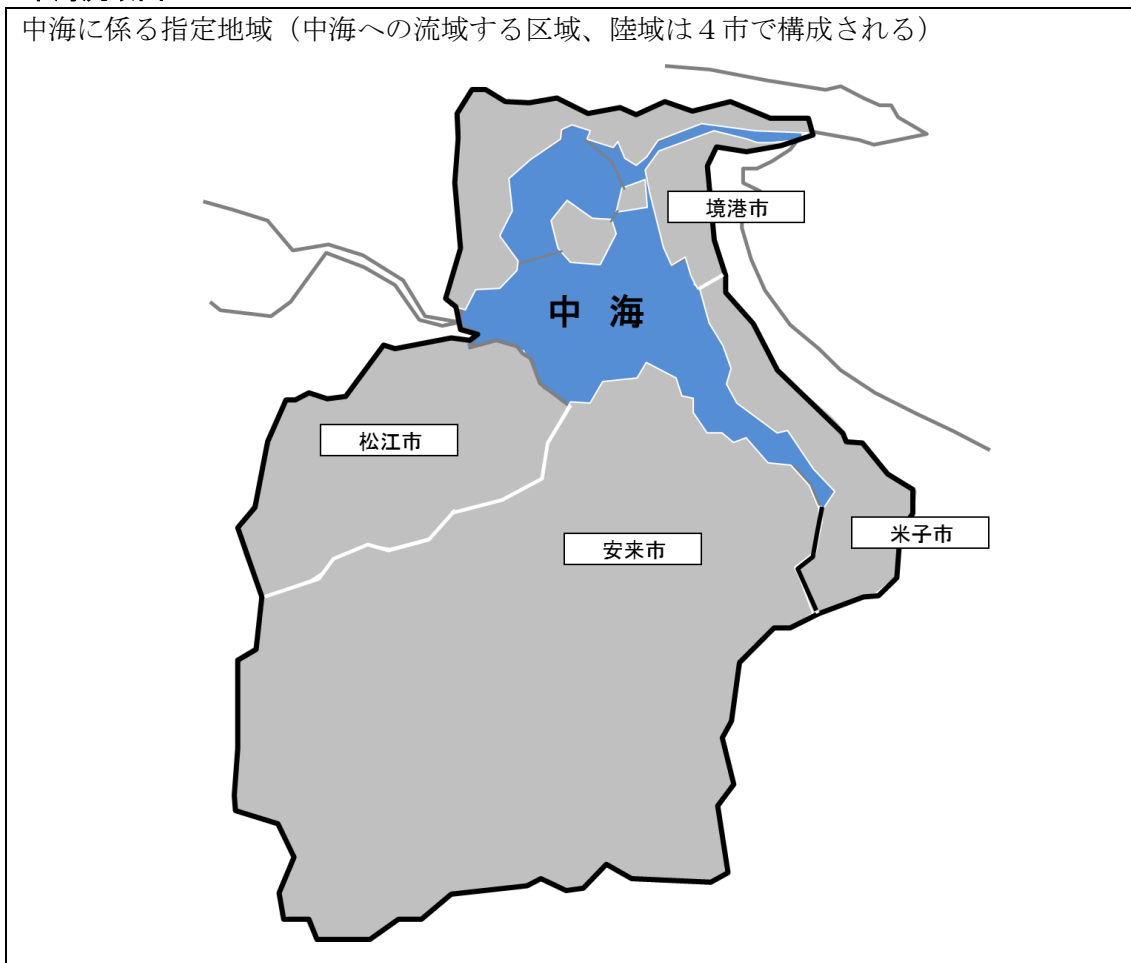 中海に係る指定地域（中海への流域する区域、陸域は４市で構成される）
境港市
中 海
松江市
米子市
安来市